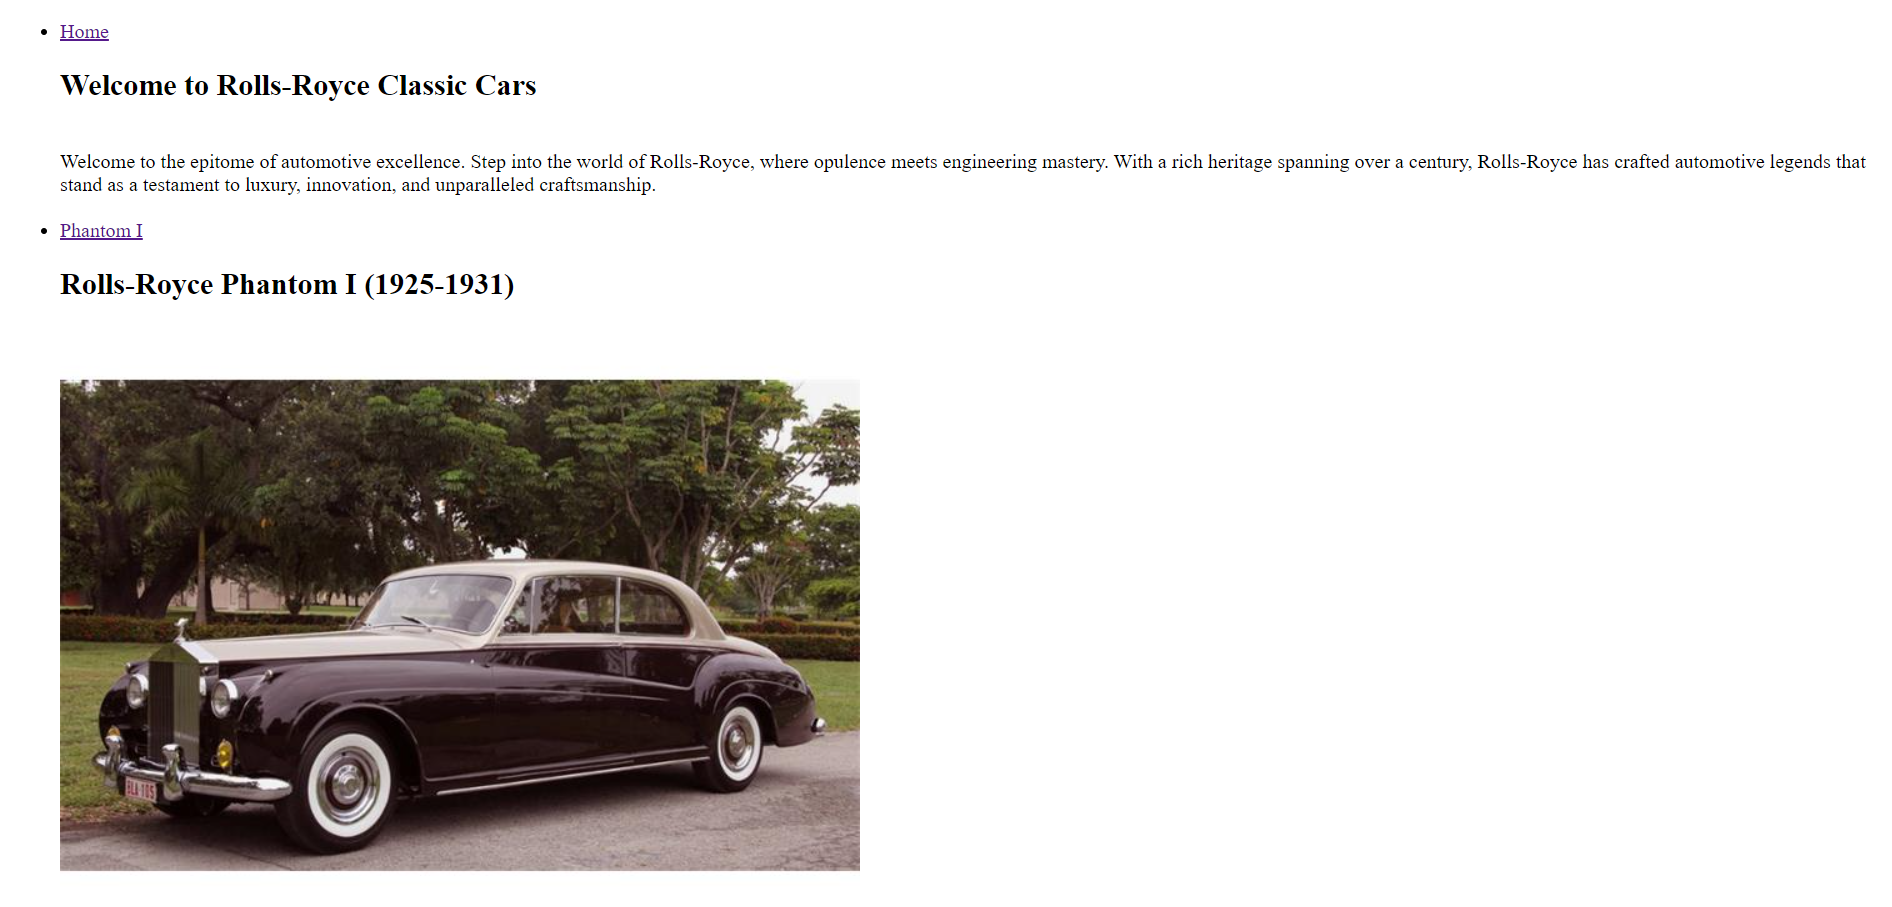 Home
Welcome to Rolls-Royce Classic Cars
Welcome to the epitome of automotive excellence. Step into the world of Rolls-Royce, where opulence meets engineering mastery. With a rich heritage spanning over a century, Rolls-Royce has crafted automotive legends that
stand as a testament to luxury, innovation, and unparalleled craftsmanship.
Phantom I
Rolls-Royce Phantom I (1925-1931)
BLA 105